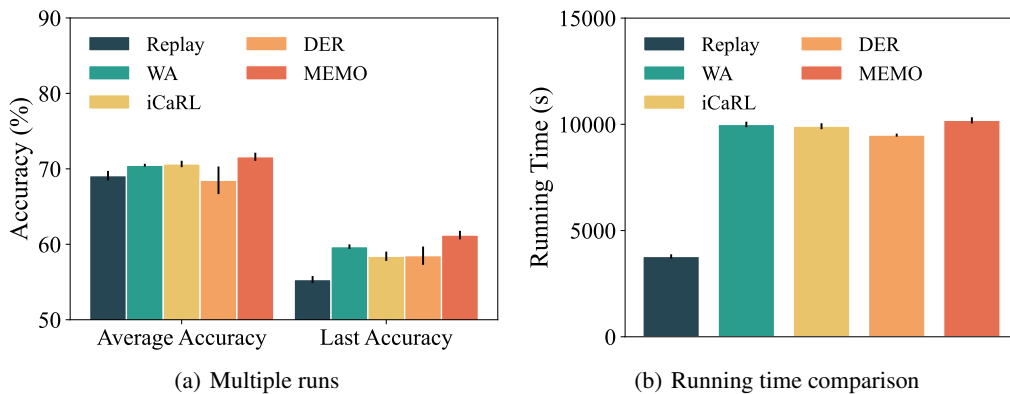 90
80
70
60
50
Accuracy (%)
Replay
WA
iCaRL
DER
MEMO
Average Accuracy
Last Accuracy
(a) Multiple runs
15000
10000
5000
0
Running Time (s)
Replay
WA
iCaRL
DER
MEMO
(b) Running time comparison